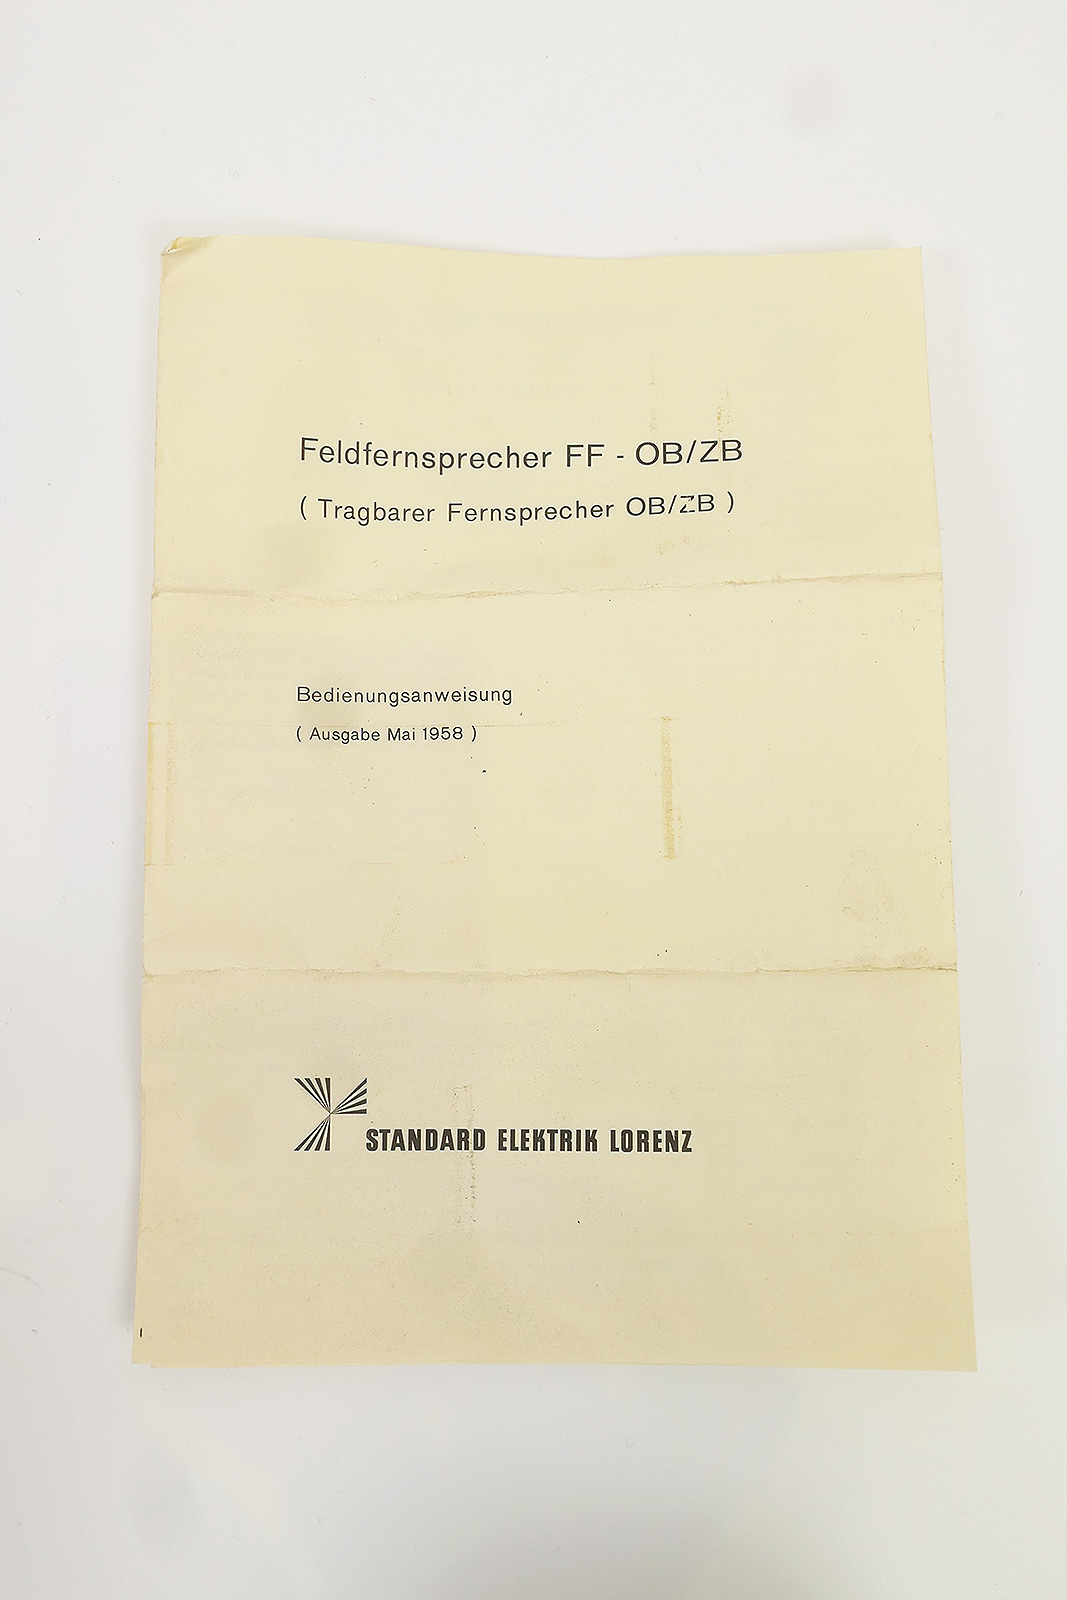 Feldfernsprecher FF - OB/ZB
( Tragbarer Fernsprecher OB/ZB )
Bedienungsanweisung
( Ausgabe Mai 1958 )
STANDARD ELEKTRIK LORENZ